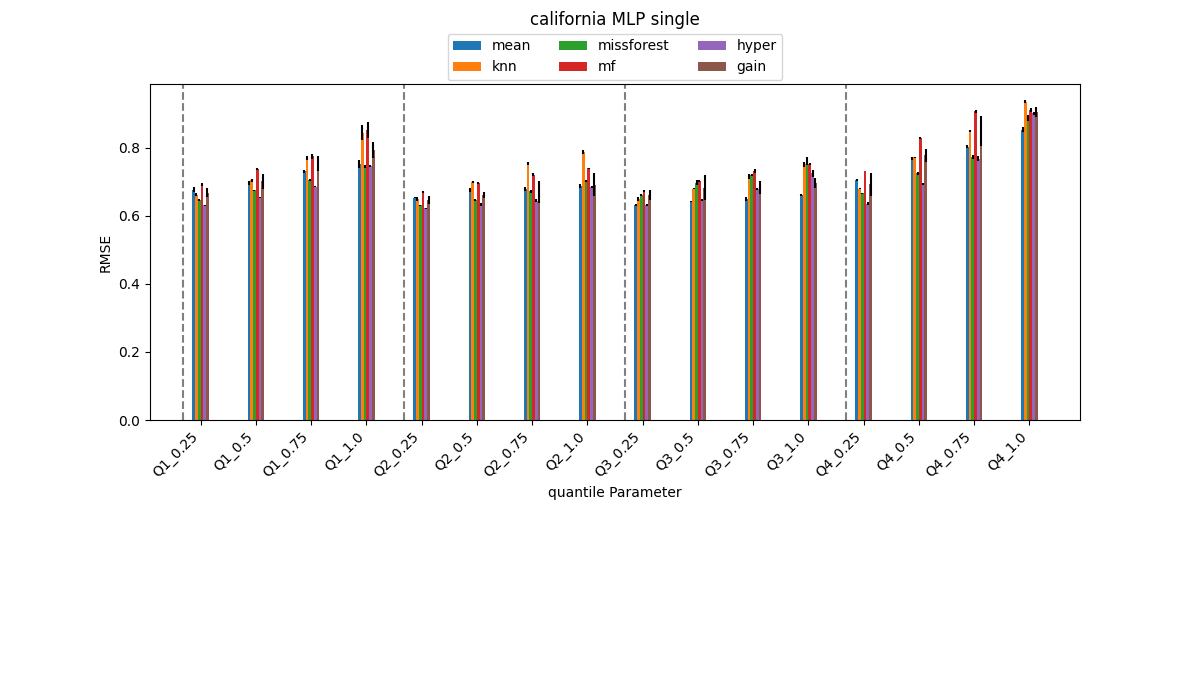 california MLP single
mean missforest hyper
knn mf gain
RMSE
0.8
0.6
0.4
0.2
0.0
Q1_0.25 Q1_0.5 Q1_0.75 Q1_1.0 Q2_0.25 Q2_0.5 Q2_0.75 Q2_1.0 Q3_0.25 Q3_0.5 Q3_0.75 Q3_1.0 Q4_0.25 Q4_0.5 Q4_0.75 Q4_1.0
quantile Parameter